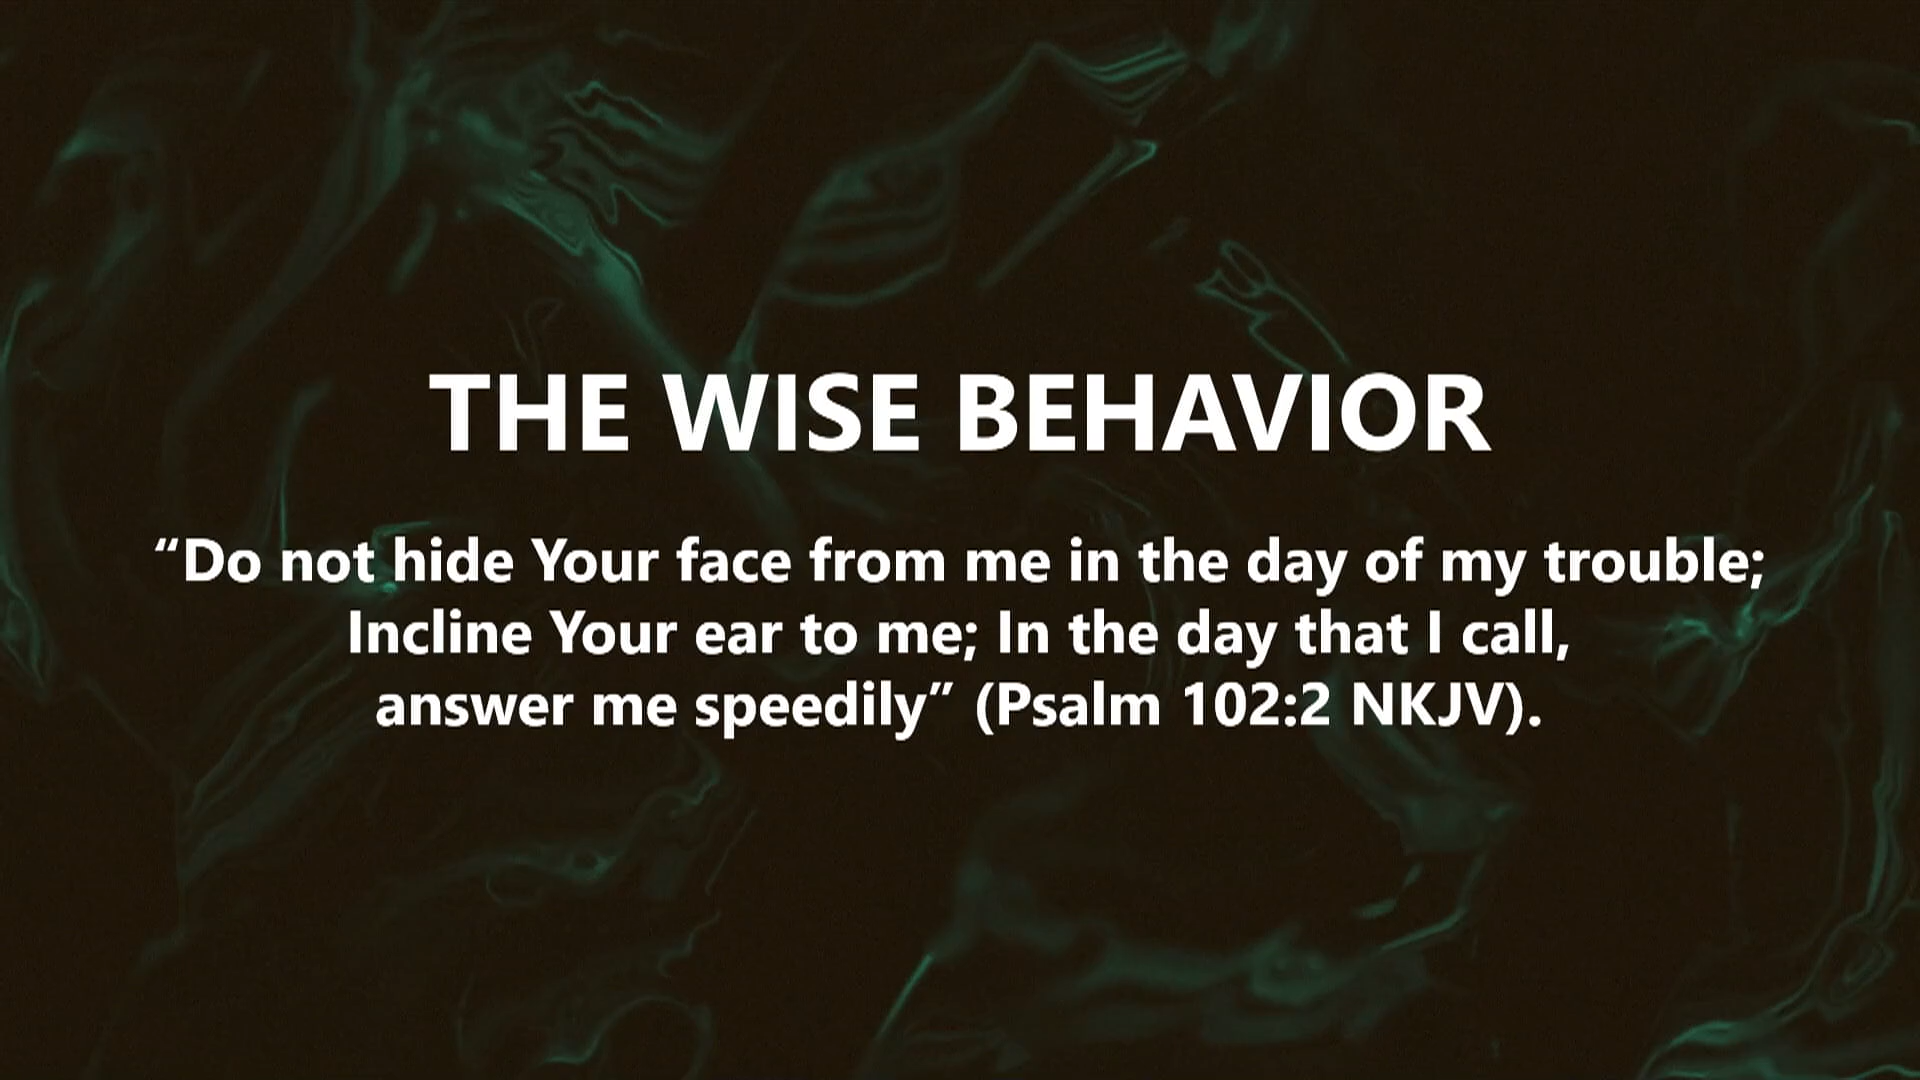 THE WISE BEHAVIOR
“Do not hide Your face from me in the day of my trouble;
Incline Your ear to me; In the day that I call,
answer me speedily” (Psalm 102:2 NKJV).